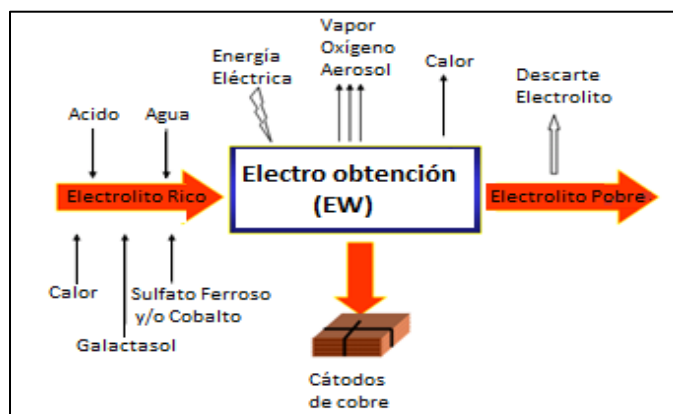 Energía
Eléctrica
Vapor
Oxígeno
Aerosol
Calor
Descarte
Electrolito
Acido
Agua
Electrolito Rico
Electro obtención
(EW)
Electrolito Pobre
Calor
Galactasol
Sulfato Ferroso
y/o Cobalto
Cátodos
de cobre